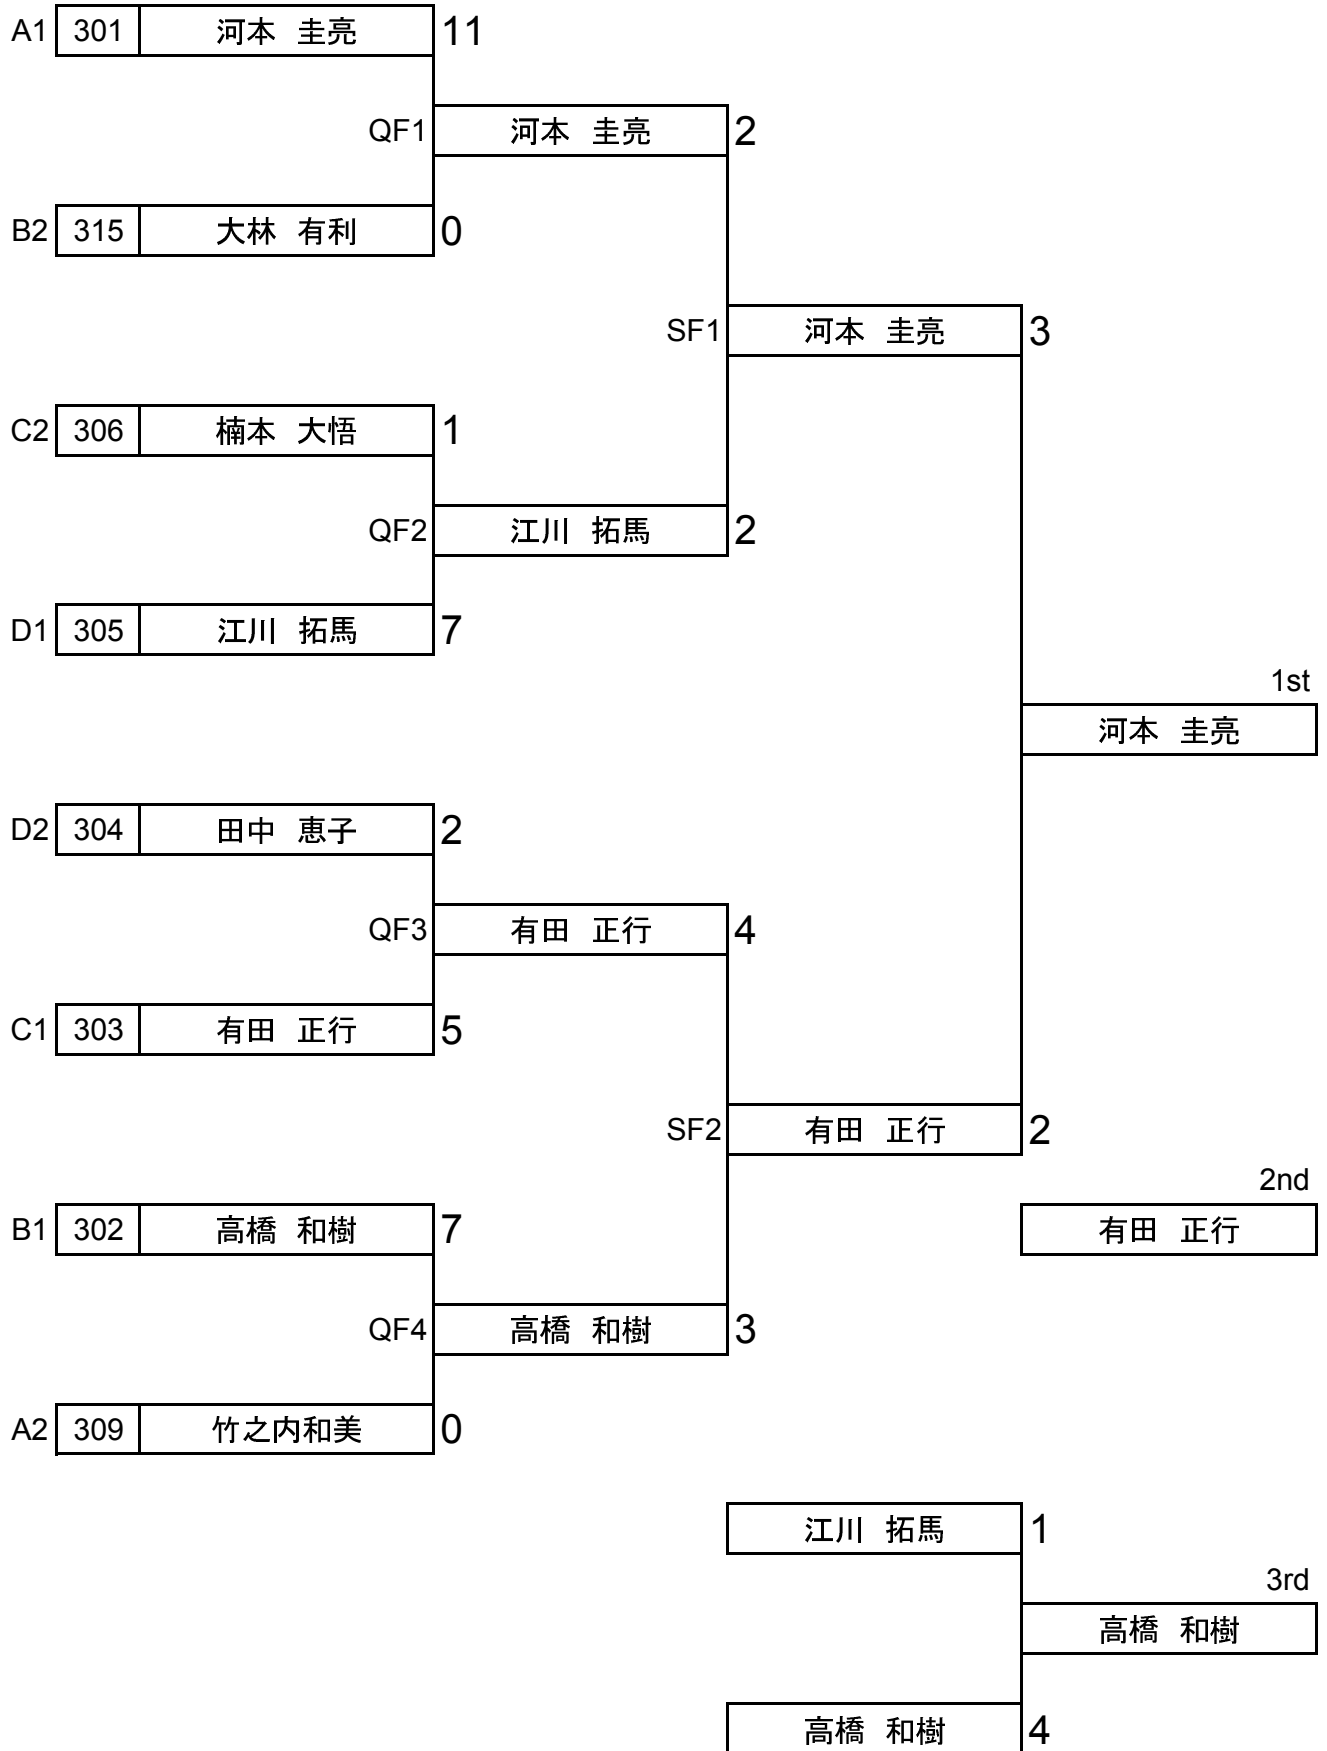 A1 301 河本 圭亮 11
QF1 河本 圭亮 2
B2 315 大林 有利 0
SF1 河本 圭亮 3
C2 306 楠本 大悟 1
QF2 江川 拓馬 2
D1 305 江川 拓馬 7
1st
河本 圭亮
D2 304 田中 恵子 2
QF3 有田 正行 4
C1 303 有田 正行 5
SF2 有田 正行 2
2nd
B1 302 高橋 和樹 7
有田 正行
QF4 高橋 和樹 3
A2 309 竹之内和美 0
江川 拓馬 1
3rd
高橋 和樹
高橋 和樹 4